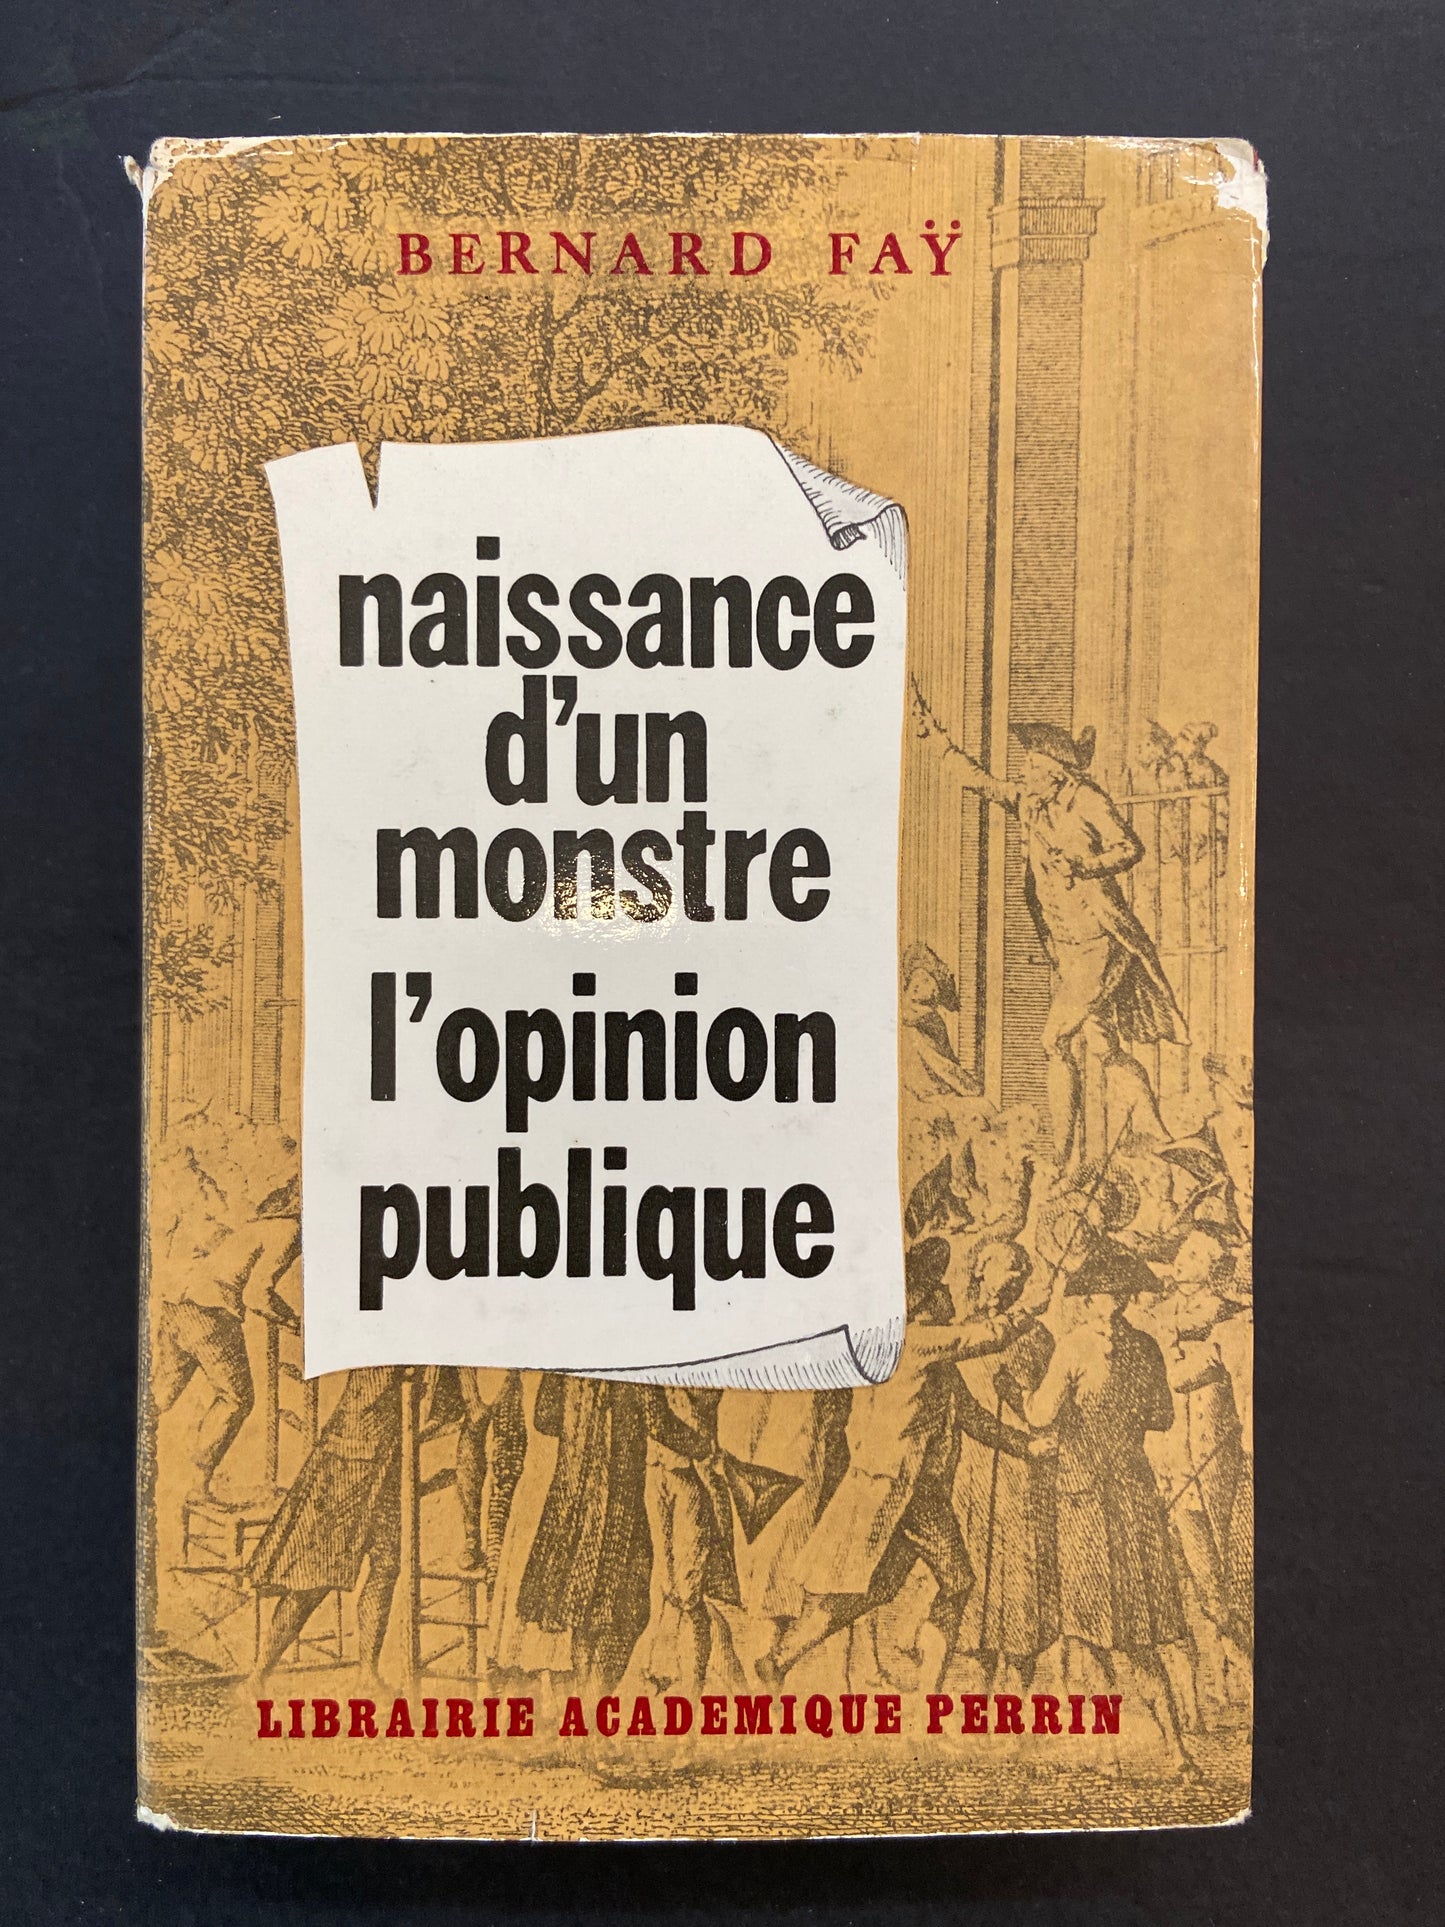 BERNARD FAŸ
naissance
d'un
monstre
l'opinion
publique
LIBRAIRIE ACADEMIQUE PERRIN